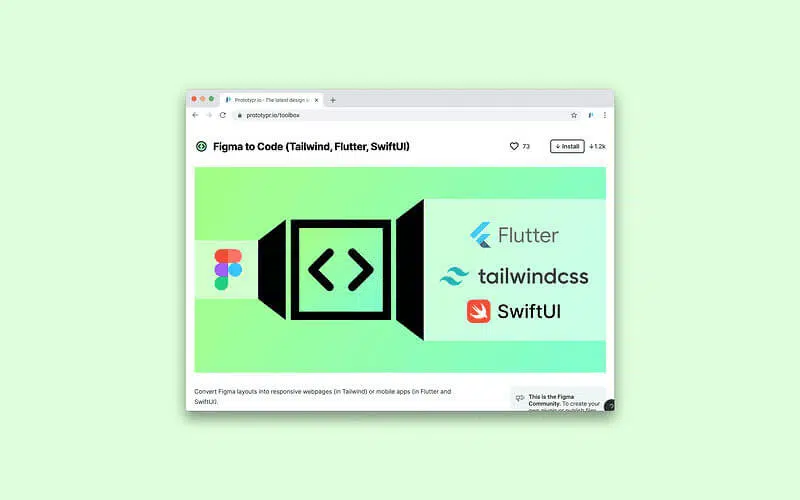 Prototypr.io - The latest design
prototypr.io/toolbox
Figma to Code (Tailwind, Flutter, SwiftUI)
73
Install
1.2k
Flutter
tailwindcss
SwiftUI
Convert Figma layouts into responsive webpages (in Tailwind) or mobile apps (in Flutter and
SwiftUI).
This is the Figma
Community. To create your